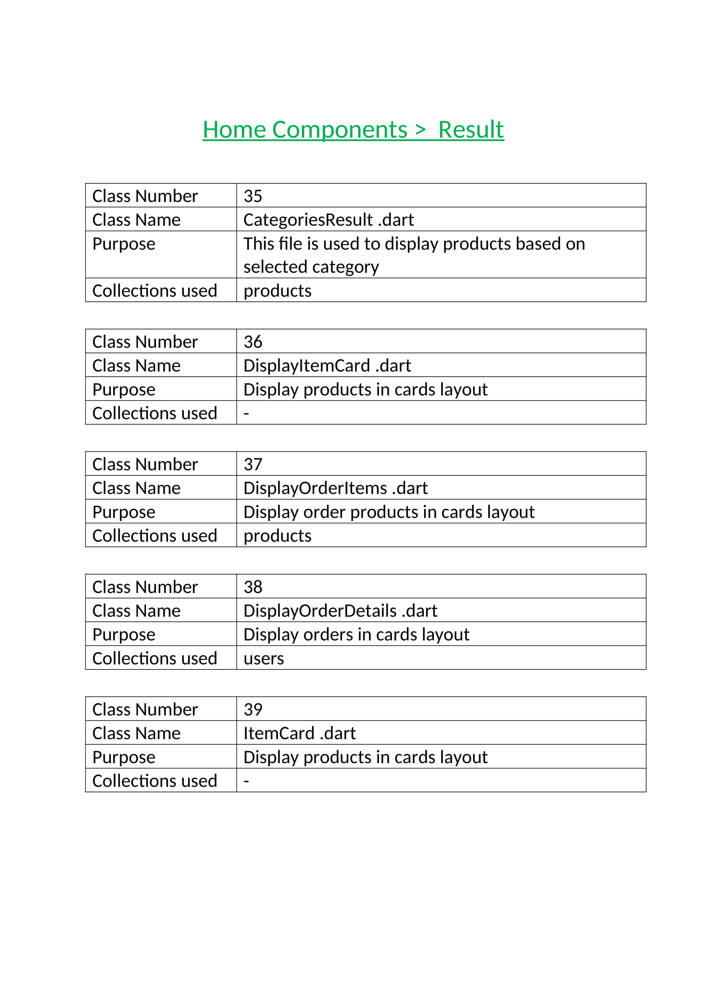 Home Components >  Result
Class Number 35
Class Name CategoriesResult .dart
Purpose This file is used to display products based on
selected category
Collections used products
Class Number 36
Class Name DisplayItemCard .dart
Purpose Display products in cards layout
Collections used -
Class Number 37
Class Name DisplayOrderItems .dart
Purpose Display order products in cards layout
Collections used products
Class Number 38
Class Name DisplayOrderDetails .dart
Purpose Display orders in cards layout
Collections used users
Class Number 39
Class Name ItemCard .dart
Purpose Display products in cards layout
Collections used -